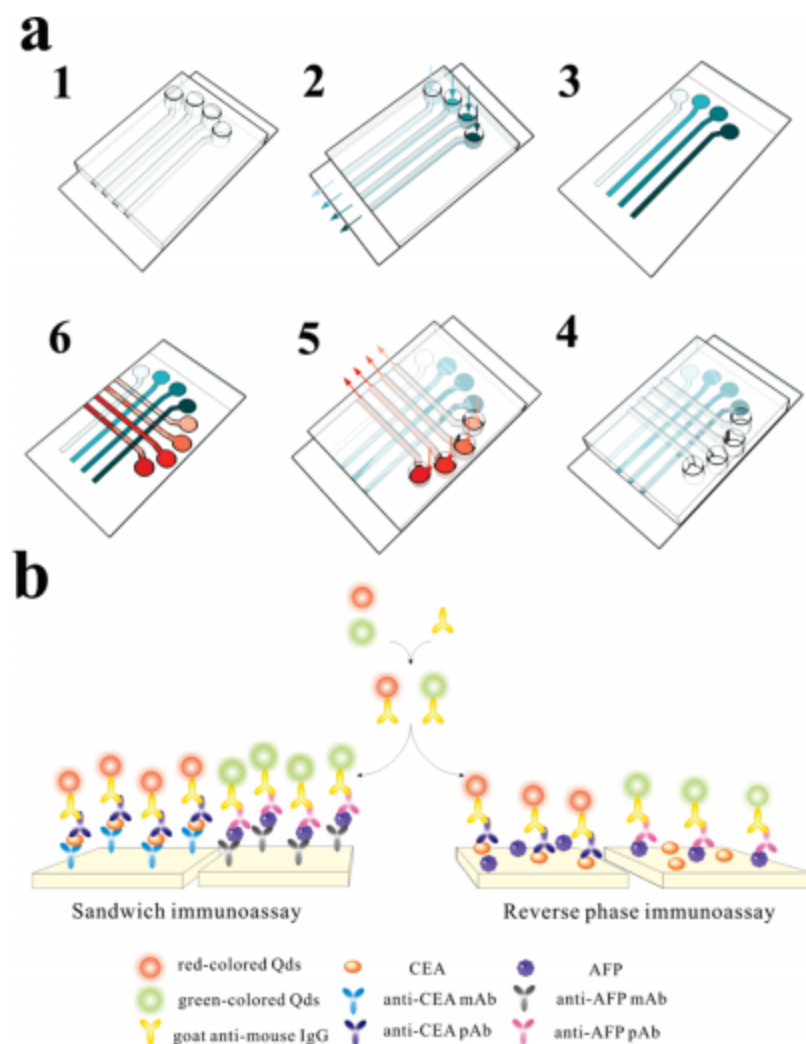 a
1 2 3
6 5 4
b
Sandwich immunoassay Reverse phase immunoassay
red-colored Qds CEA AFP
green-colored Qds anti-CEA mAb anti-AFP mAb
goat anti-mouse IgG anti-CEA pAb anti-AFP pAb